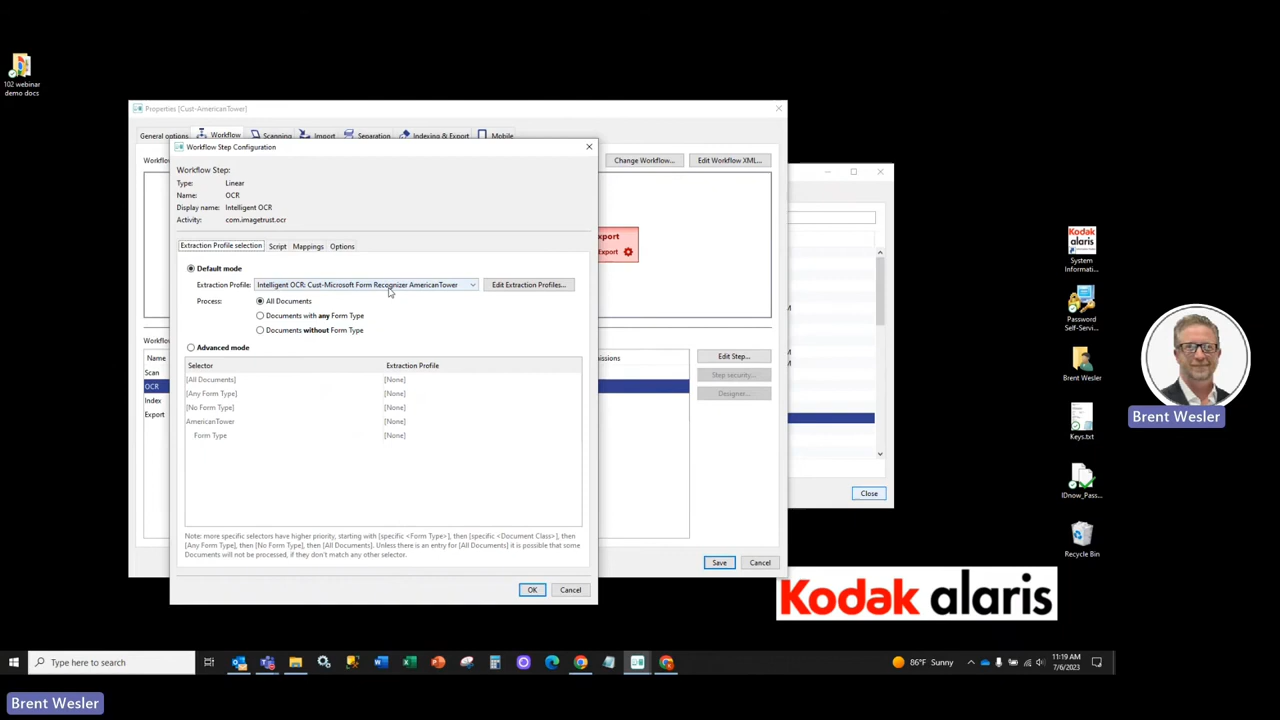 102 webinar
demo docs
Properties [Cust-AmericanTower]
General options Workflow Scanning Import Separation Indexing & Export Mobile
Change Workflow... Edit Workflow XML...
Workflow Step Configuration
Workflow Step:
Type: Linear
Name: OCR
Display name: Intelligent OCR
Activity: com.imagetrust.ocr
Extraction Profile selection Script Mappings Options
Default mode
Extraction Profile: Intelligent OCR: Cust-Microsoft Form Recognizer AmericanTower Edit Extraction Profiles...
Process: All Documents
Documents with any Form Type
Documents without Form Type
Advanced mode
Selector Extraction Profile
[All Documents] [None]
[Any Form Type] [None]
[No Form Type] [None]
AmericanTower [None]
Form Type [None]
Note: more specific selectors have higher priority, starting with [specific <Form Type>], then [specific <Document Class>], then
[Any Form Type], then [No Form Type], then [All Documents]. Unless there is an entry for [All Documents] it is possible that some
Documents will not be processed, if they don't match any other selector.
OK Cancel
Name
Scan
OCR
Index
Export
Edit Step...
Step security...
Designer...
Save Cancel
Close
System
Informati...
Password
Self-Servi...
Brent Wesler
Keys.txt
IDnow_Pass...
Recycle Bin
Brent Wesler
Kodak
alaris
Kodak alaris
Type here to search
86°F Sunny
11:19 AM
7/6/2023
Brent Wesler